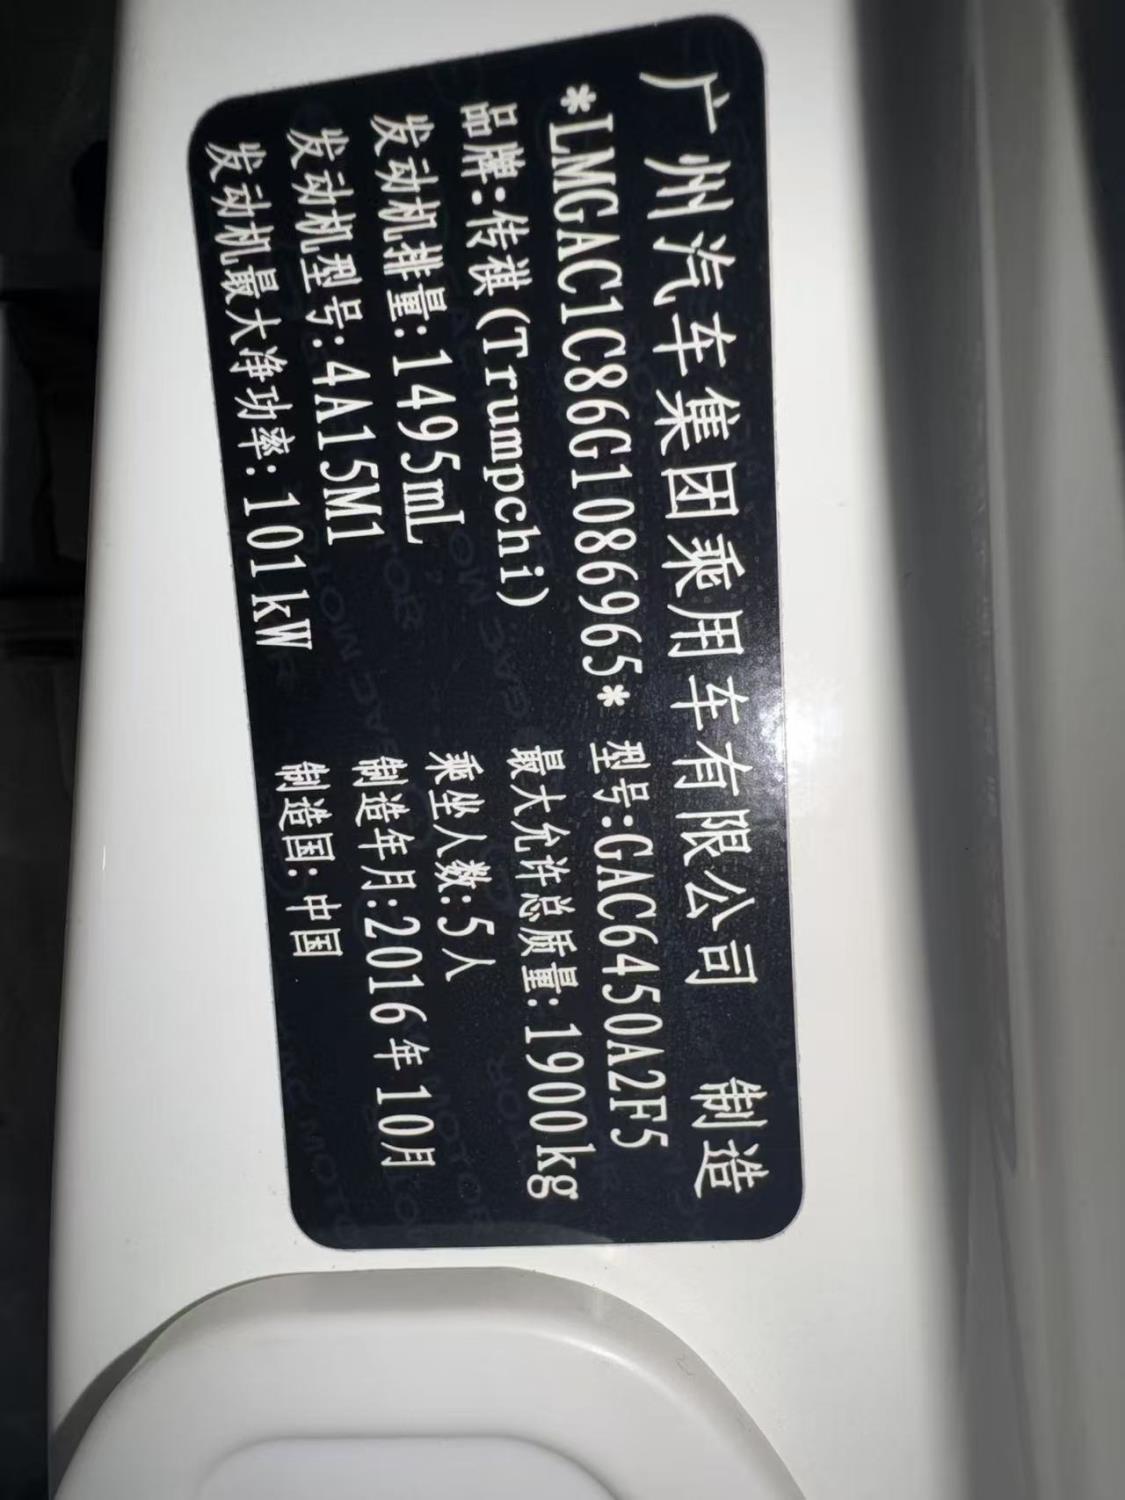 广州汽车集团乘用车有限公司 制造
*LMGAC1C86G1086965* 型号:GAC6450A2F5
品牌:传祺(Trumpchi) 最大允许总质量:1900kg
发动机排量:1495mL 乘坐人数:5人
发动机型号:4A15M1 制造年月:2016年10月
发动机最大净功率:101kW 制造国:中国